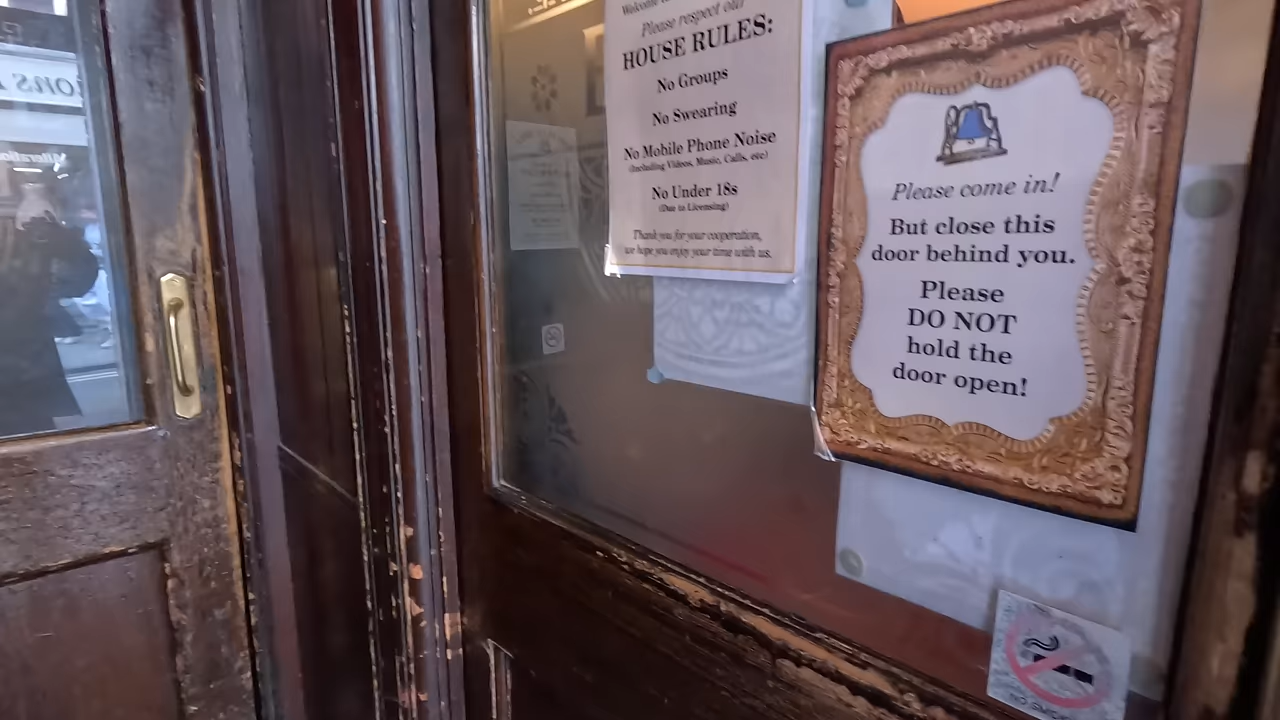 Please respect our
HOUSE RULES:
No Groups
No Swearing
No Mobile Phone Noise
(Including Videos, Music, Calls, etc)
No Under 18s
(Due to Licensing)
Thank you for your cooperation,
we hope you enjoy your time with us.
Please come in!
But close this
door behind you.
Please
DO NOT
hold the
door open!
NO SMOKING